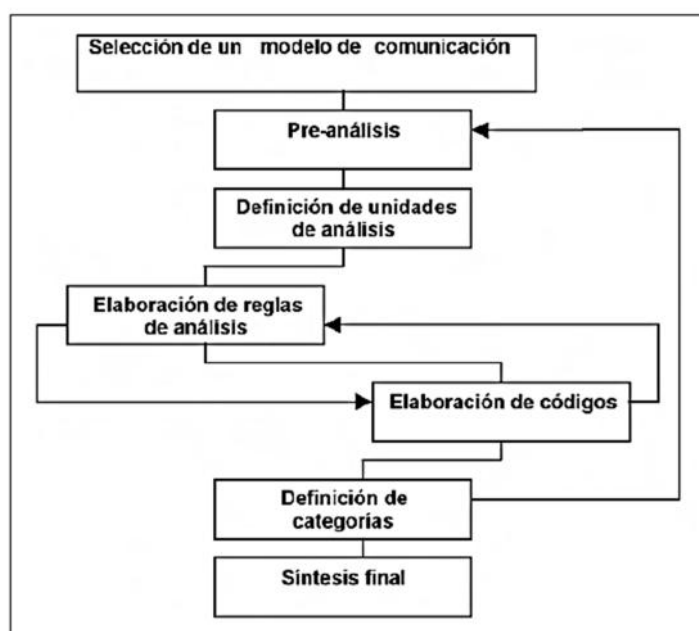 Selección de un modelo de comunicación
Pre-análisis
Definición de unidades
de análisis
Elaboración de reglas
de análisis
Elaboración de códigos
Definición de
categorías
Síntesis final